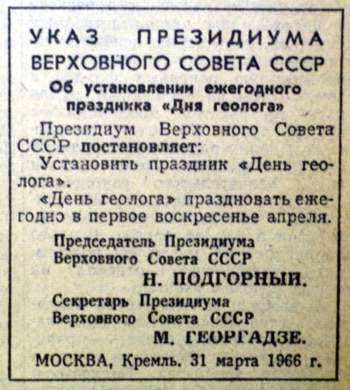 УКАЗ ПРЕЗИДИУМА
ВЕРХОВНОГО СОВЕТА СССР
Об установлении ежегодного
праздника «Дня геолога»
Президиум Верховного Совета
СССР постановляет:
Установить праздник «День гео-
лога».
«День геолога» праздновать еже-
годно в первое воскресенье апреля.
Председатель Президиума
Верховного Совета СССР
Н. ПОДГОРНЫЙ.
Секретарь Президиума
Верховного Совета СССР
М. ГЕОРГАДЗЕ.
МОСКВА, Кремль. 31 марта 1966 г.